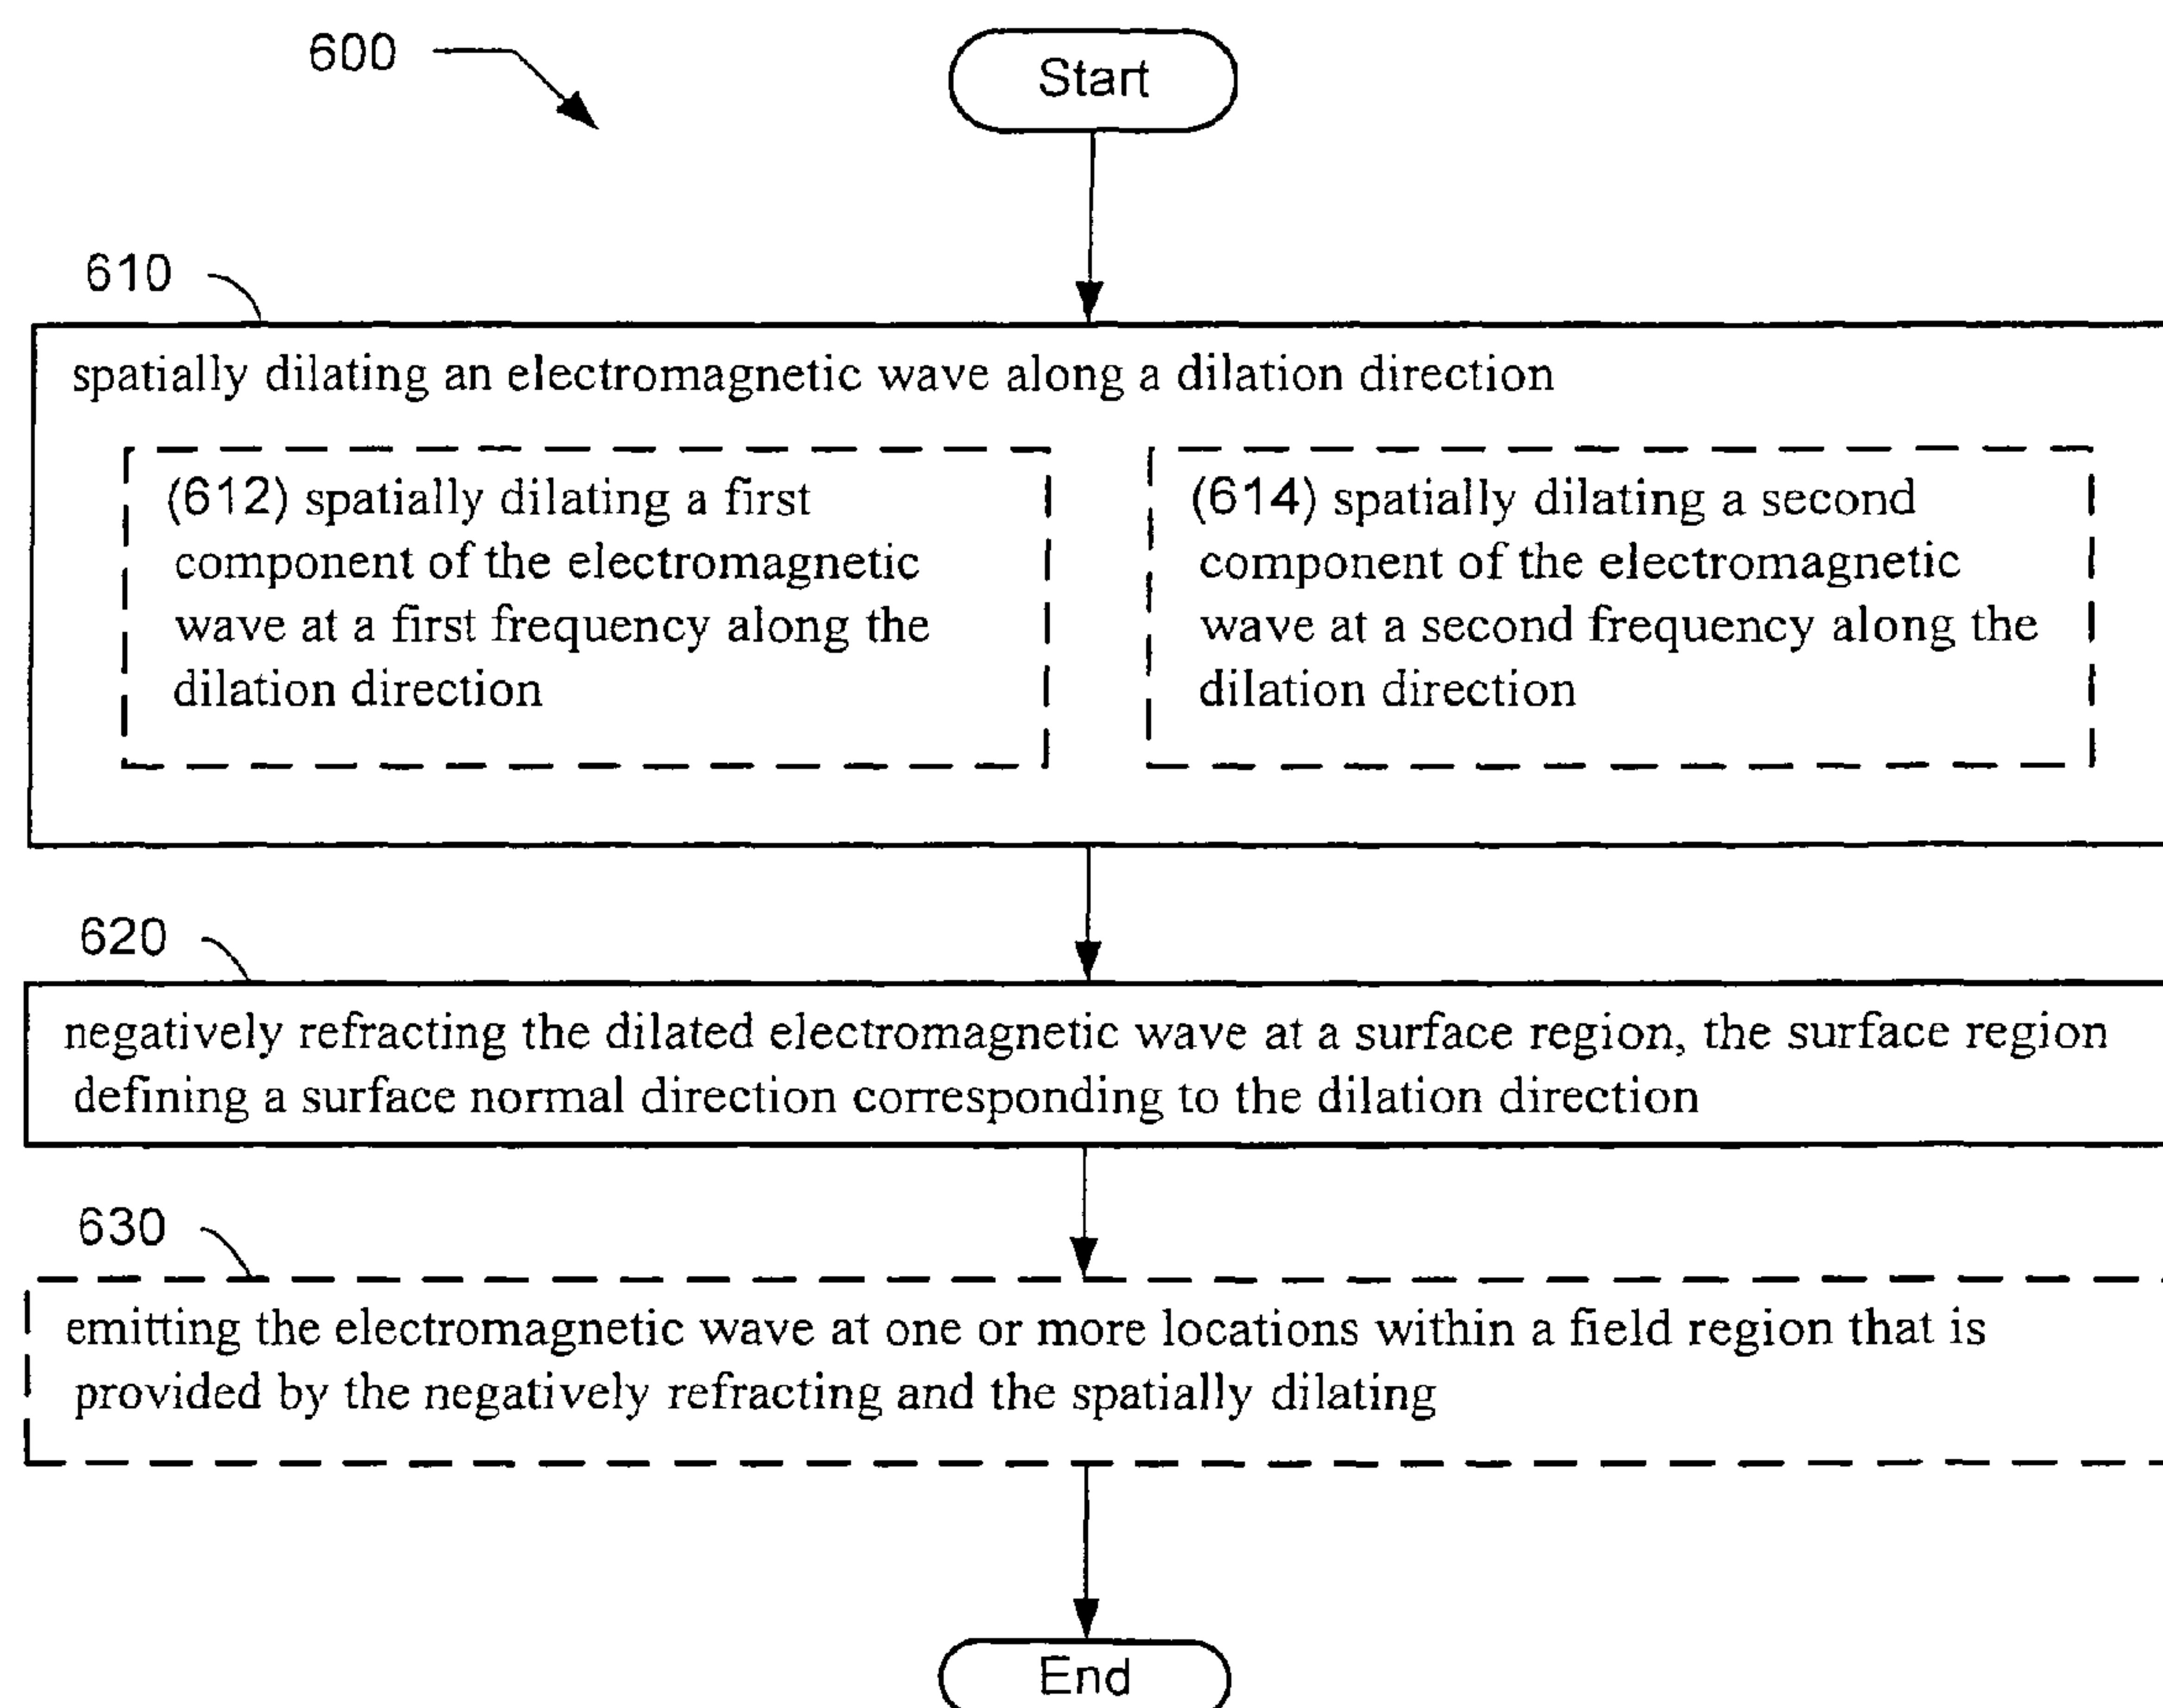 600
Start
610
spatially dilating an electromagnetic wave along a dilation direction
(612) spatially dilating a first
component of the electromagnetic
wave at a first frequency along the
dilation direction
(614) spatially dilating a second
component of the electromagnetic
wave at a second frequency along the
dilation direction
620
negatively refracting the dilated electromagnetic wave at a surface region, the surface region
defining a surface normal direction corresponding to the dilation direction
630
emitting the electromagnetic wave at one or more locations within a field region that is
provided by the negatively refracting and the spatially dilating
End